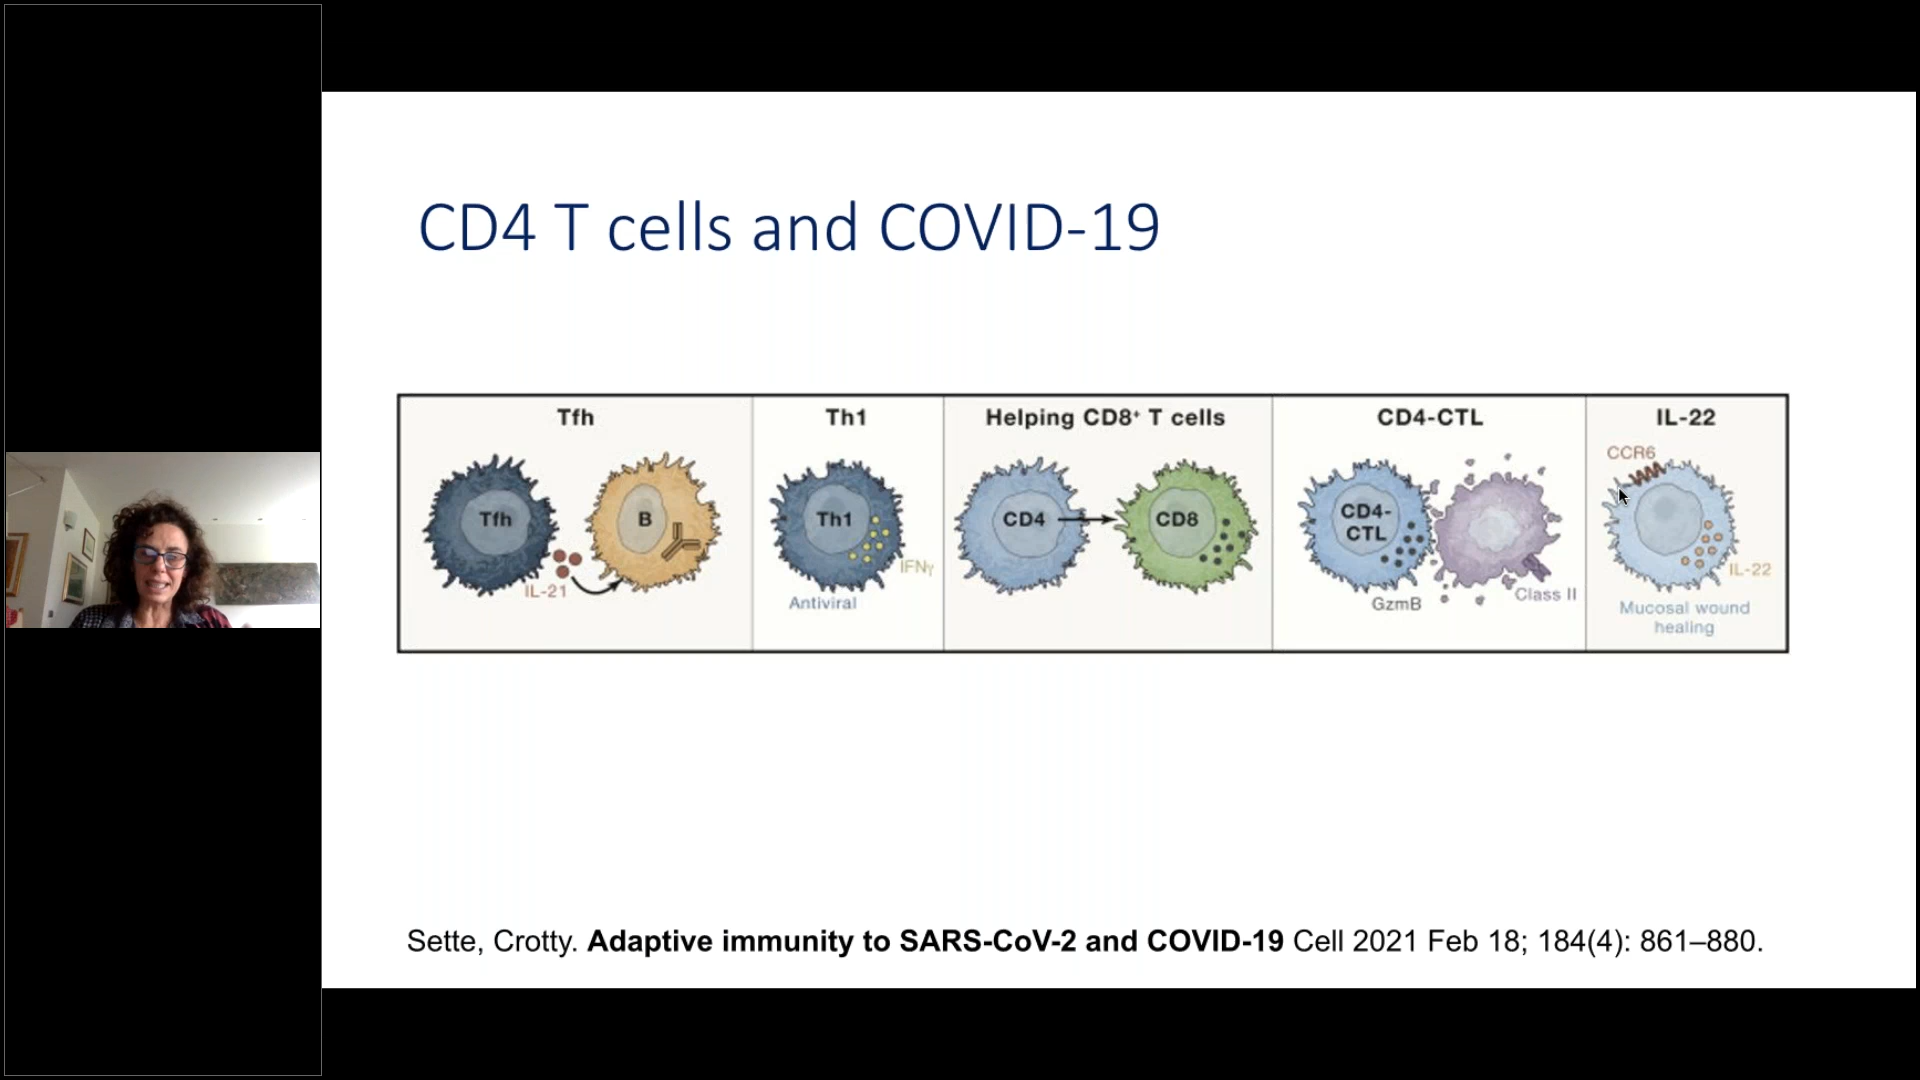 CD4 T cells and COVID-19
Tfh
Tfh
B
IL-21
Th1
Th1
IFNγ
Antiviral
Helping CD8⁺ T cells
CD4
CD8
CD4-CTL
CD4-
CTL
GzmB
Class II
IL-22
CCR6
IL-22
Mucosal wound
healing
Sette, Crotty. Adaptive immunity to SARS-CoV-2 and COVID-19 Cell 2021 Feb 18; 184(4): 861–880.